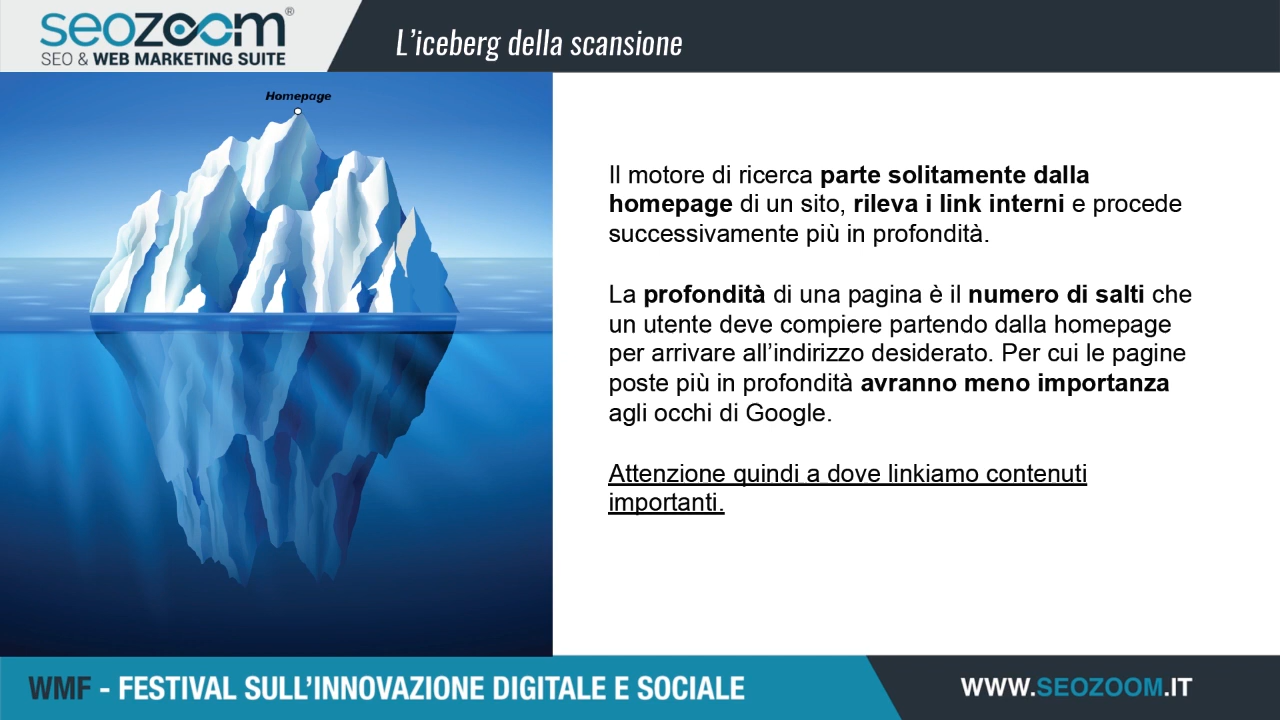 seozoom®
SEO & WEB MARKETING SUITE
L’iceberg della scansione
Homepage
Il motore di ricerca parte solitamente dalla
homepage di un sito, rileva i link interni e procede
successivamente più in profondità.
La profondità di una pagina è il numero di salti che
un utente deve compiere partendo dalla homepage
per arrivare all’indirizzo desiderato. Per cui le pagine
poste più in profondità avranno meno importanza
agli occhi di Google.
Attenzione quindi a dove linkiamo contenuti
importanti.
WMF - FESTIVAL SULL’INNOVAZIONE DIGITALE E SOCIALE
WWW.SEOZOOM.IT